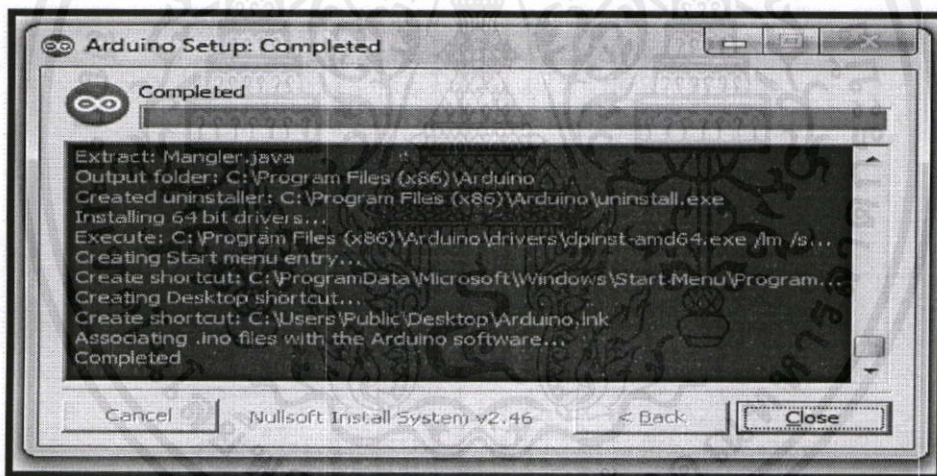 Arduino Setup: Completed
Completed
Extract: Mangler.java
Output folder: C:\Program Files (x86)\Arduino
Created uninstaller: C:\Program Files (x86)\Arduino\uninstall.exe
Installing 64 bit drivers...
Execute: C:\Program Files (x86)\Arduino\drivers\dpinst-amd64.exe /lm /s...
Creating Start menu entry...
Create shortcut: C:\ProgramData\Microsoft\Windows\Start Menu\Program...
Creating Desktop shortcut...
Create shortcut: C:\Users\Public\Desktop\Arduino.lnk
Associating .ino files with the Arduino software...
Completed
Cancel Nullsoft Install System v2.46 < Back Close